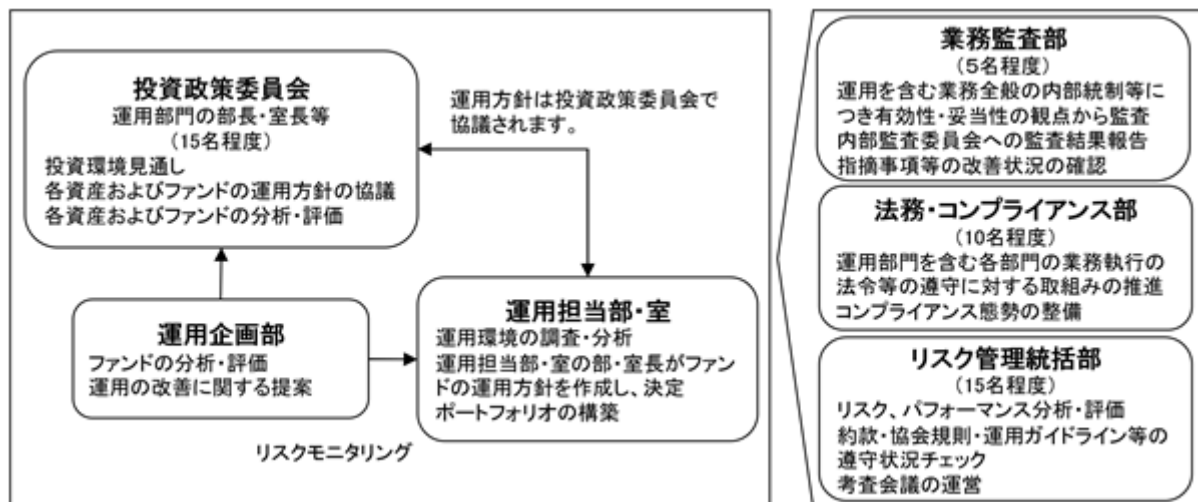 投資政策委員会
運用部門の部長・室長等
(15名程度)
投資環境見通し
各資産およびファンドの運用方針の協議
各資産およびファンドの分析・評価
運用方針は投資政策委員会で
協議されます。
運用企画部
ファンドの分析・評価
運用の改善に関する提案
運用担当部・室
運用環境の調査・分析
運用担当部・室の部・室長がファン
ドの運用方針を作成し、決定
ポートフォリオの構築
リスクモニタリング
業務監査部
(5名程度)
運用を含む業務全般の内部統制等に
つき有効性・妥当性の観点から監査
内部監査委員会への監査結果報告
指摘事項等の改善状況の確認
法務・コンプライアンス部
(10名程度)
運用部門を含む各部門の業務執行の
法令等の遵守に対する取組みの推進
コンプライアンス態勢の整備
リスク管理統括部
(15名程度)
リスク、パフォーマンス分析・評価
約款・協会規則・運用ガイドライン等の
遵守状況チェック
考査会議の運営